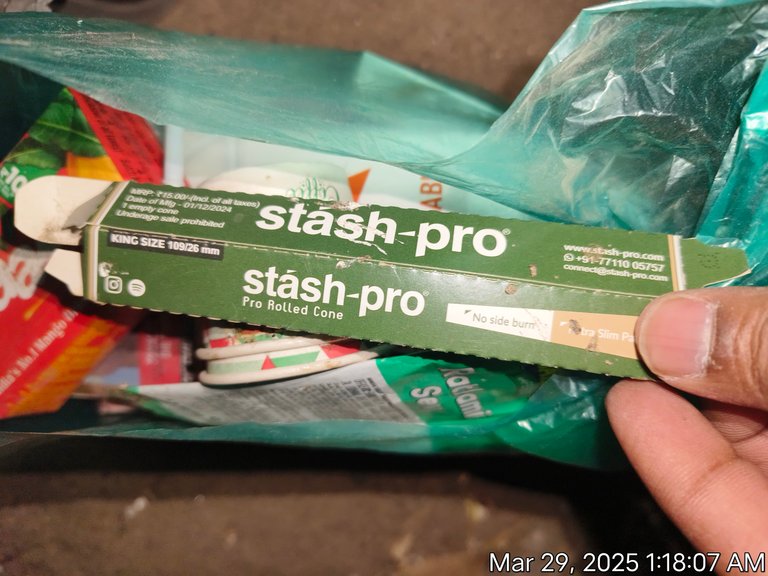 MRP: ₹15.00/-(Incl. of all taxes)
Date of Mfg - 01/12/2024
1 empty cone
Underage sale prohibited
KING SIZE 109/26 mm
stash-pro®
www.stash-pro.com
+91-77110 05757
connect@stash-pro.com
stash-pro®
Pro Rolled Cone
No side burn
Slim
Mar 29, 2025 1:18:07 AM